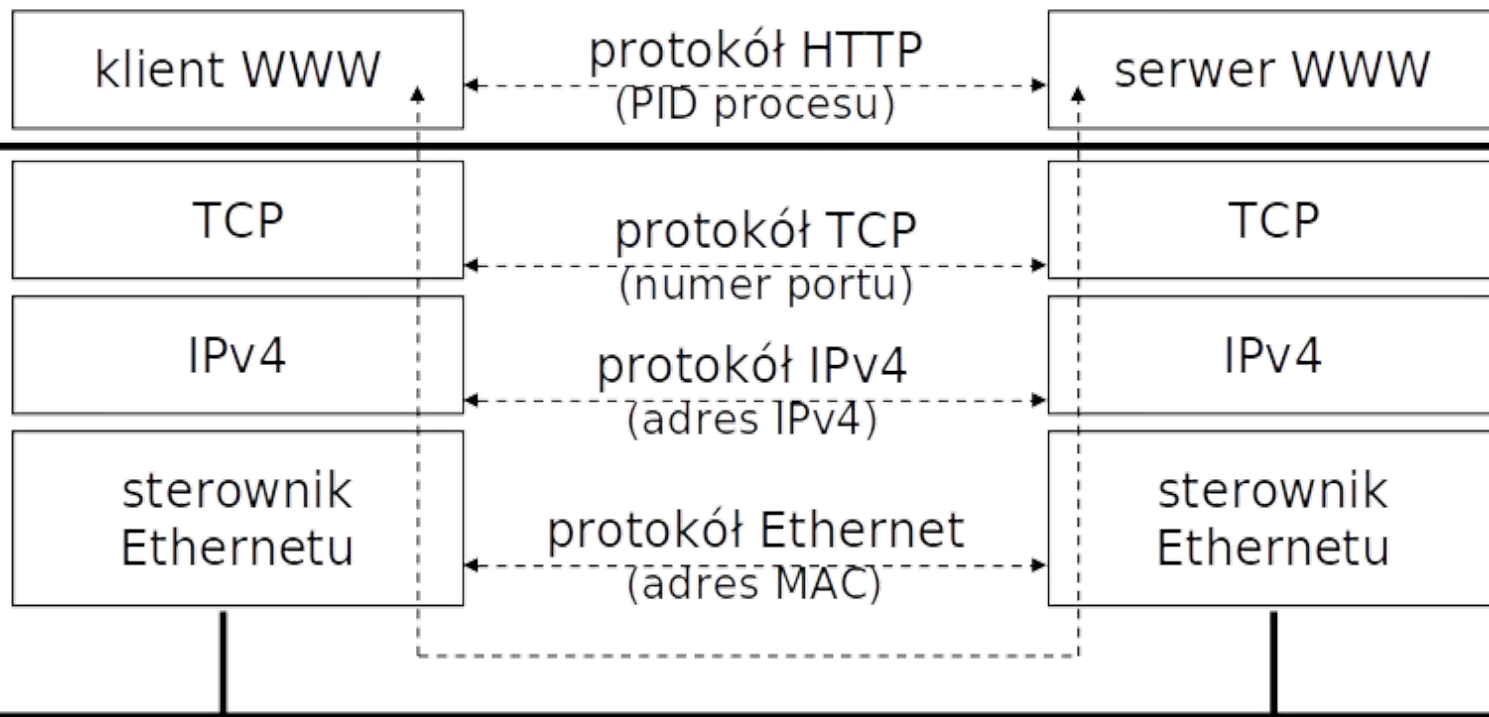 klient WWW
protokół HTTP
(PID procesu)
serwer WWW
TCP
protokół TCP
(numer portu)
TCP
IPv4
protokół IPv4
(adres IPv4)
IPv4
sterownik
Ethernetu
protokół Ethernet
(adres MAC)
sterownik
Ethernetu